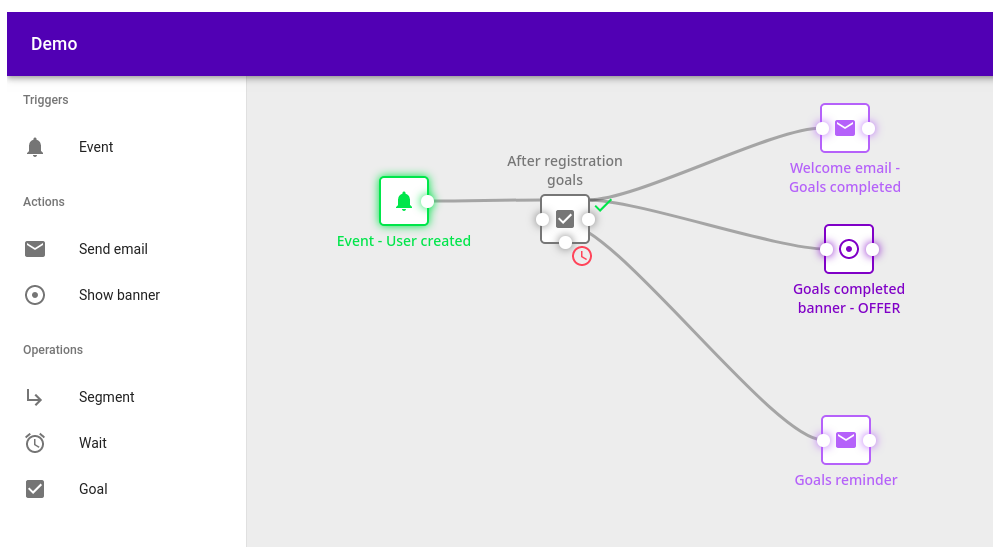 Demo
Triggers
Event
Actions
Send email
Show banner
Operations
Segment
Wait
Goal
Event - User created
After registration
goals
Welcome email -
Goals completed
Goals completed
banner - OFFER
Goals reminder